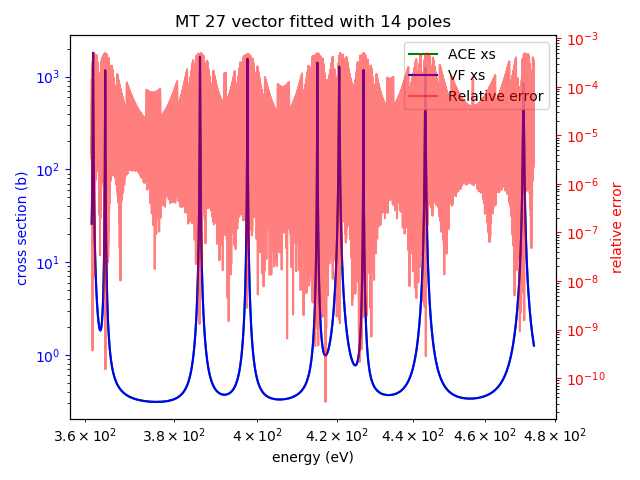 MT 27 vector fitted with 14 poles
ACE xs
VF xs
Relative error
cross section (b)
10³
10²
10¹
10⁰
relative error
10⁻³
10⁻⁴
10⁻⁵
10⁻⁶
10⁻⁷
10⁻⁸
10⁻⁹
10⁻¹⁰
3.6 × 10² 3.8 × 10² 4 × 10² 4.2 × 10² 4.4 × 10² 4.6 × 10² 4.8 × 10²
energy (eV)